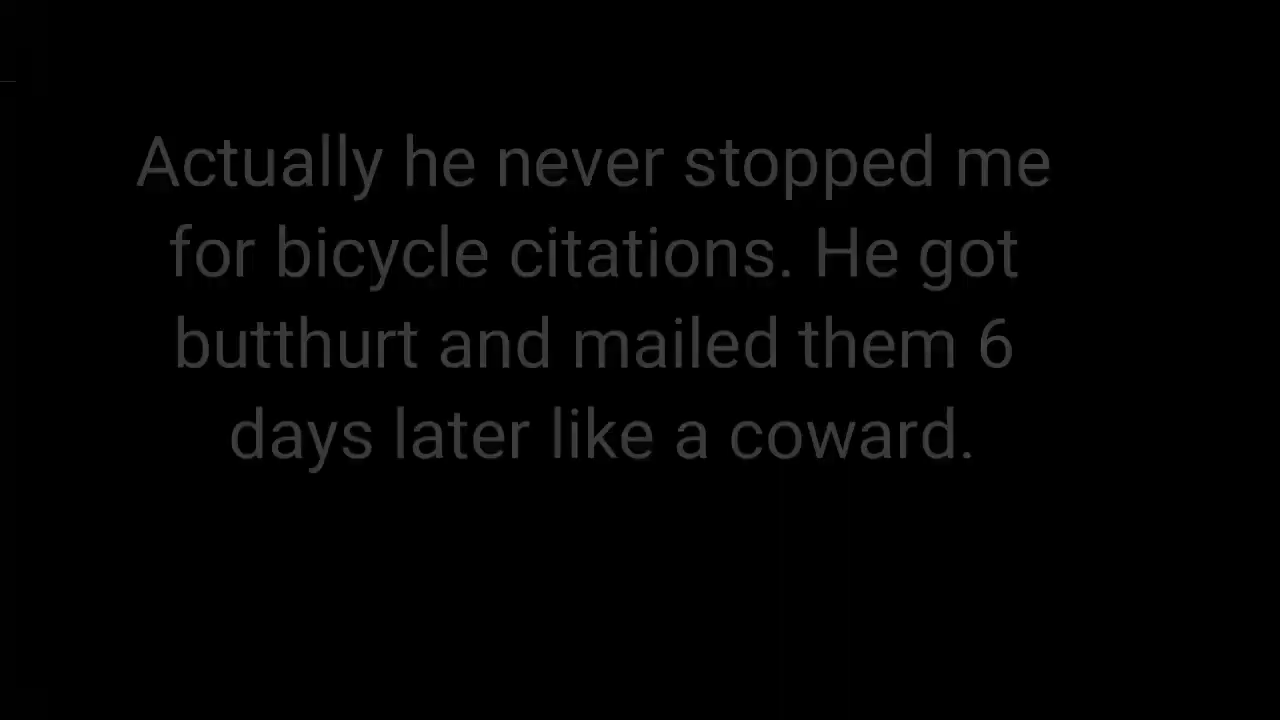 Actually he never stopped me
for bicycle citations. He got
butthurt and mailed them 6
days later like a coward.